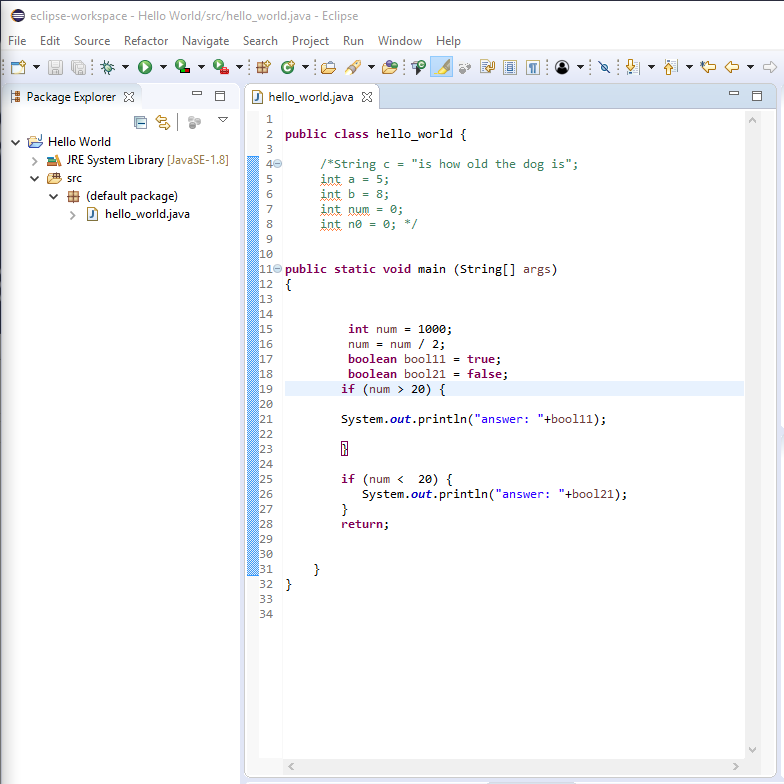 eclipse-workspace - Hello World/src/hello_world.java - Eclipse
File Edit Source Refactor Navigate Search Project Run Window Help
Package Explorer
hello_world.java
Hello World
JRE System Library [JavaSE-1.8]
src
(default package)
hello_world.java
1
2 public class hello_world {
3
4 /*String c = "is how old the dog is";
5 int a = 5;
6 int b = 8;
7 int num = 0;
8 int n0 = 0; */
9
10
11 public static void main (String[] args)
12 {
13
14
15 int num = 1000;
16 num = num / 2;
17 boolean bool11 = true;
18 boolean bool21 = false;
19 if (num > 20) {
20
21 System.out.println("answer: "+bool11);
22
23 }
24
25 if (num <  20) {
26 System.out.println("answer: "+bool21);
27 }
28 return;
29
30
31 }
32 }
33
34